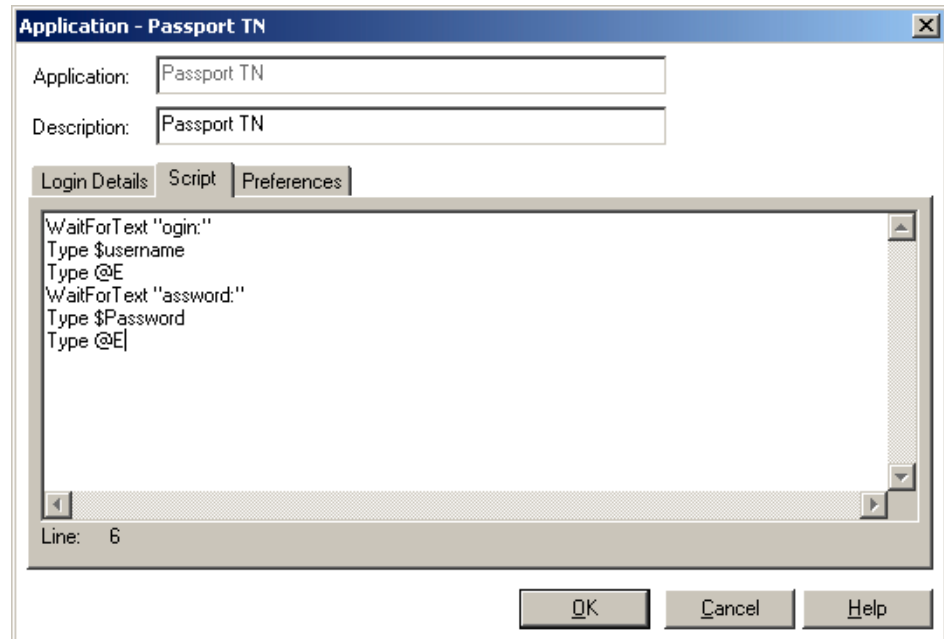 Application - Passport TN
Application: Passport TN
Description: Passport TN
Login Details Script Preferences
WaitForText "ogin:"
Type $username
Type @E
WaitForText "assword:"
Type $Password
Type @E
Line: 6
OK Cancel Help